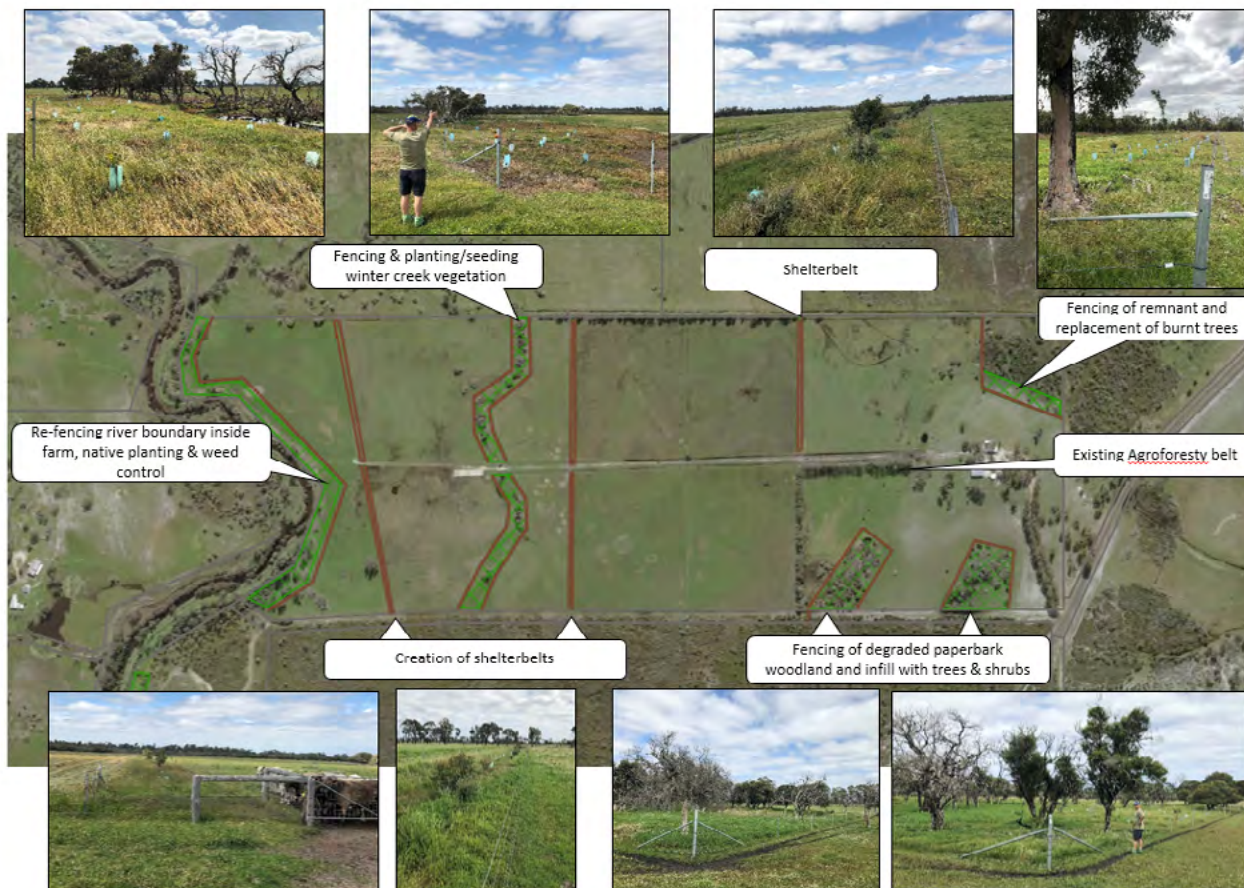 Fencing & planting/seeding
winter creek vegetation
Shelterbelt
Fencing of remnant and
replacement of burnt trees
Re-fencing river boundary inside
farm, native planting & weed
control
Existing Agroforesty belt
Creation of shelterbelts
Fencing of degraded paperbark
woodland and infill with trees & shrubs